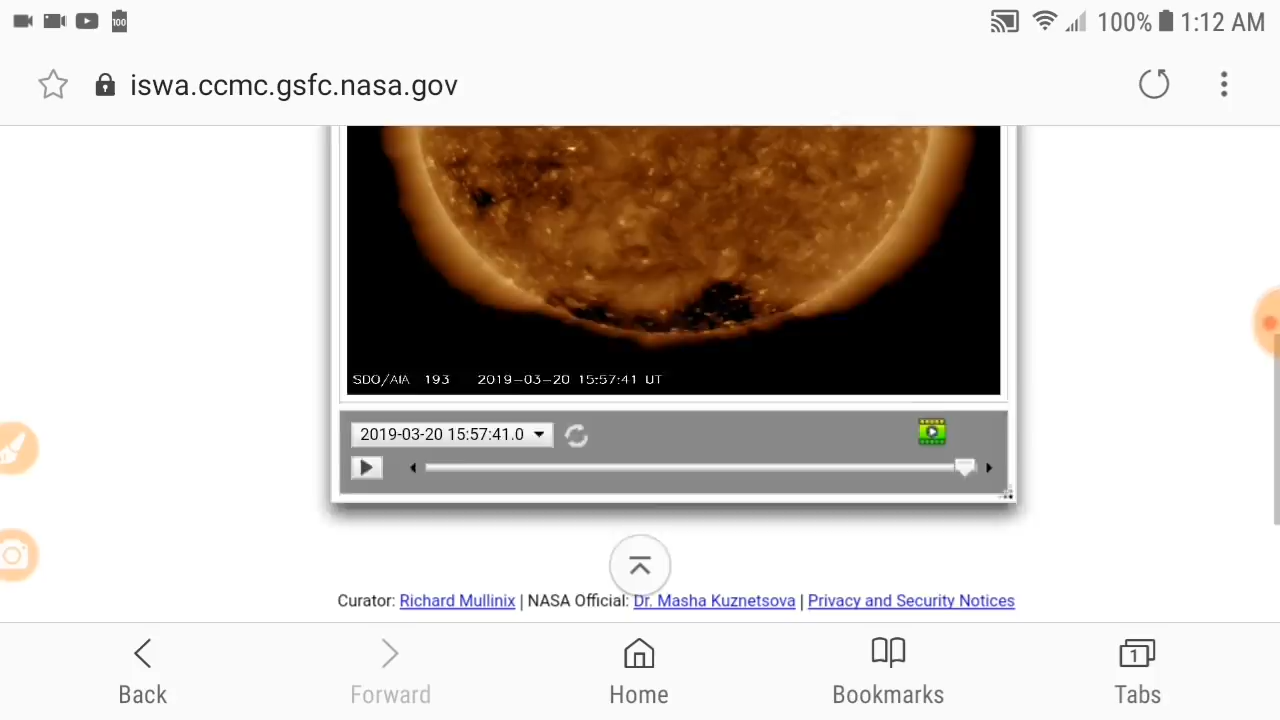 100
100% 1:12 AM
iswa.ccmc.gsfc.nasa.gov
SDO/AIA 193 2019-03-20 15:57:41 UT
2019-03-20 15:57:41.0
Curator: Richard Mullinix | NASA Official: Dr. Masha Kuznetsova | Privacy and Security Notices
1
Back Forward Home Bookmarks Tabs